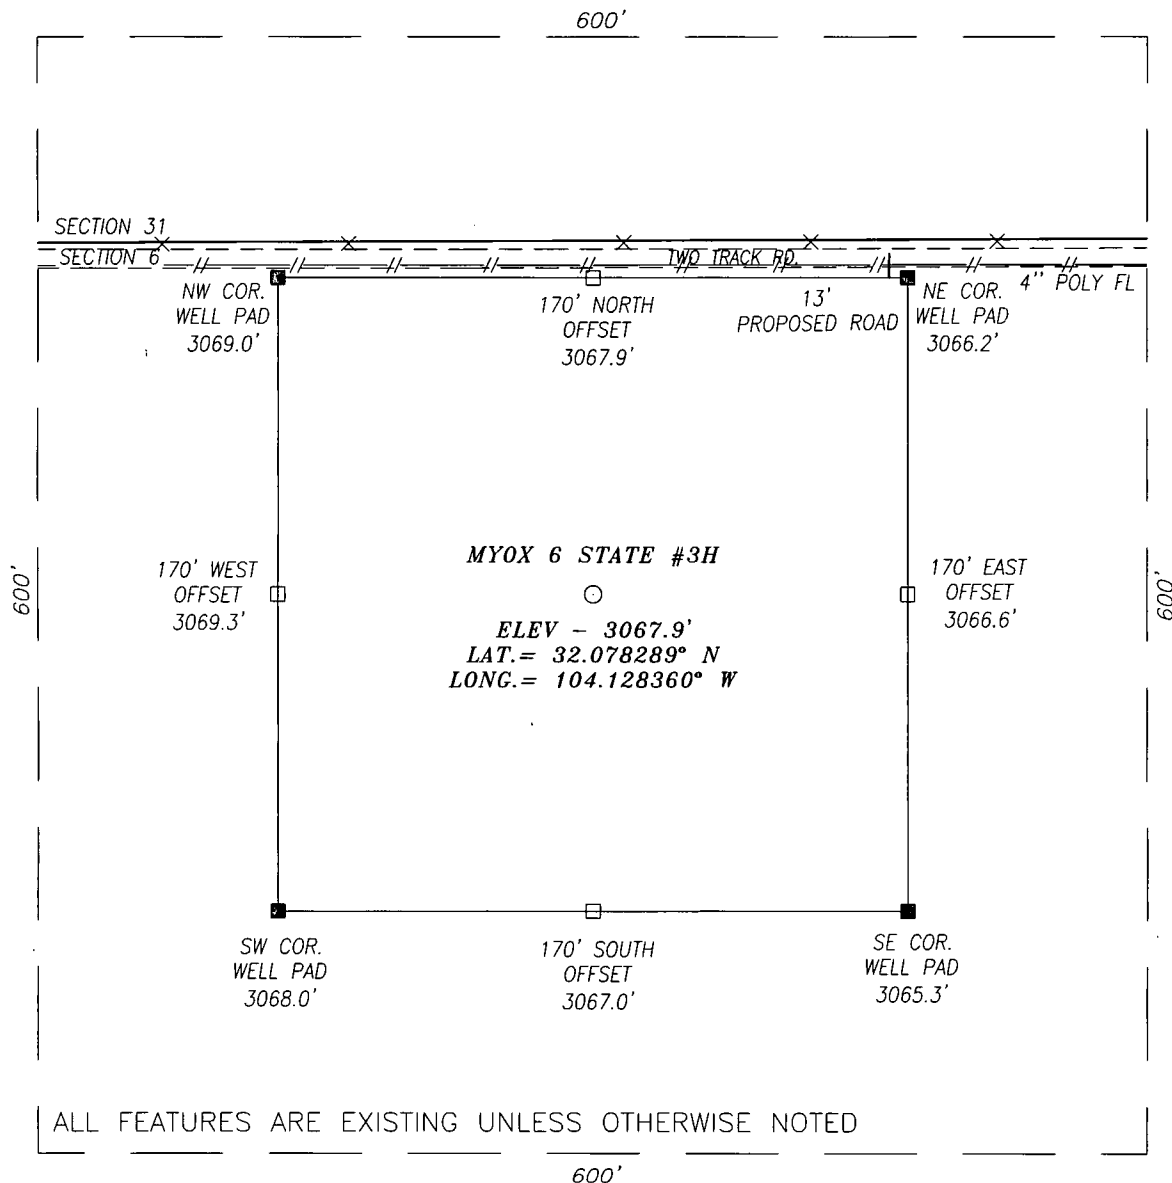 600'
SECTION 31
SECTION 6
TWO TRACK RD.
4" POLY FL
NW COR.
WELL PAD
3069.0'
170' NORTH
OFFSET
3067.9'
13'
PROPOSED ROAD
NE COR.
WELL PAD
3066.2'
600'
170' WEST
OFFSET
3069.3'
MYOX 6 STATE #3H
ELEV - 3067.9'
LAT.= 32.078289° N
LONG.= 104.128360° W
170' EAST
OFFSET
3066.6'
600'
SW COR.
WELL PAD
3068.0'
170' SOUTH
OFFSET
3067.0'
SE COR.
WELL PAD
3065.3'
ALL FEATURES ARE EXISTING UNLESS OTHERWISE NOTED
600'